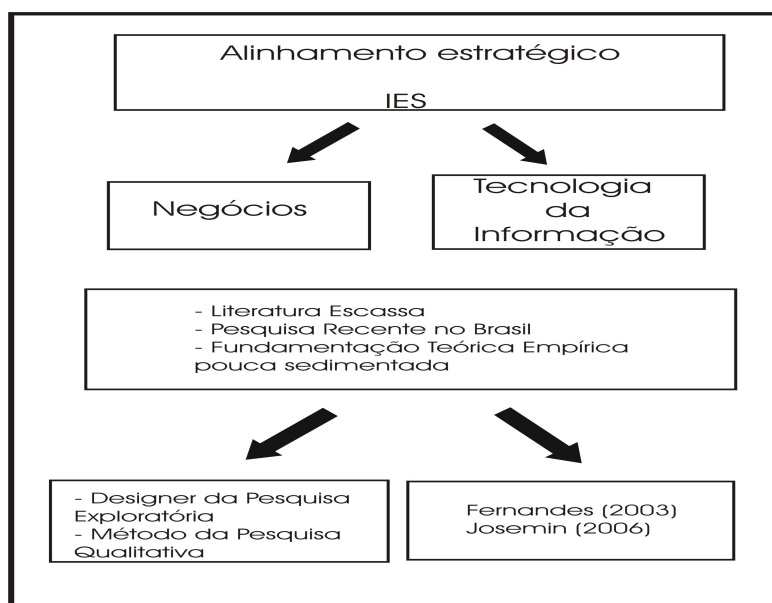 Alinhamento estratégico
IES
Negócios
Tecnologia
da
Informação
- Literatura Escassa
- Pesquisa Recente no Brasil
- Fundamentação Teórica Empírica
pouca sedimentada
- Designer da Pesquisa
Exploratória
- Método da Pesquisa
Qualitativa
Fernandes (2003)
Josemin (2006)